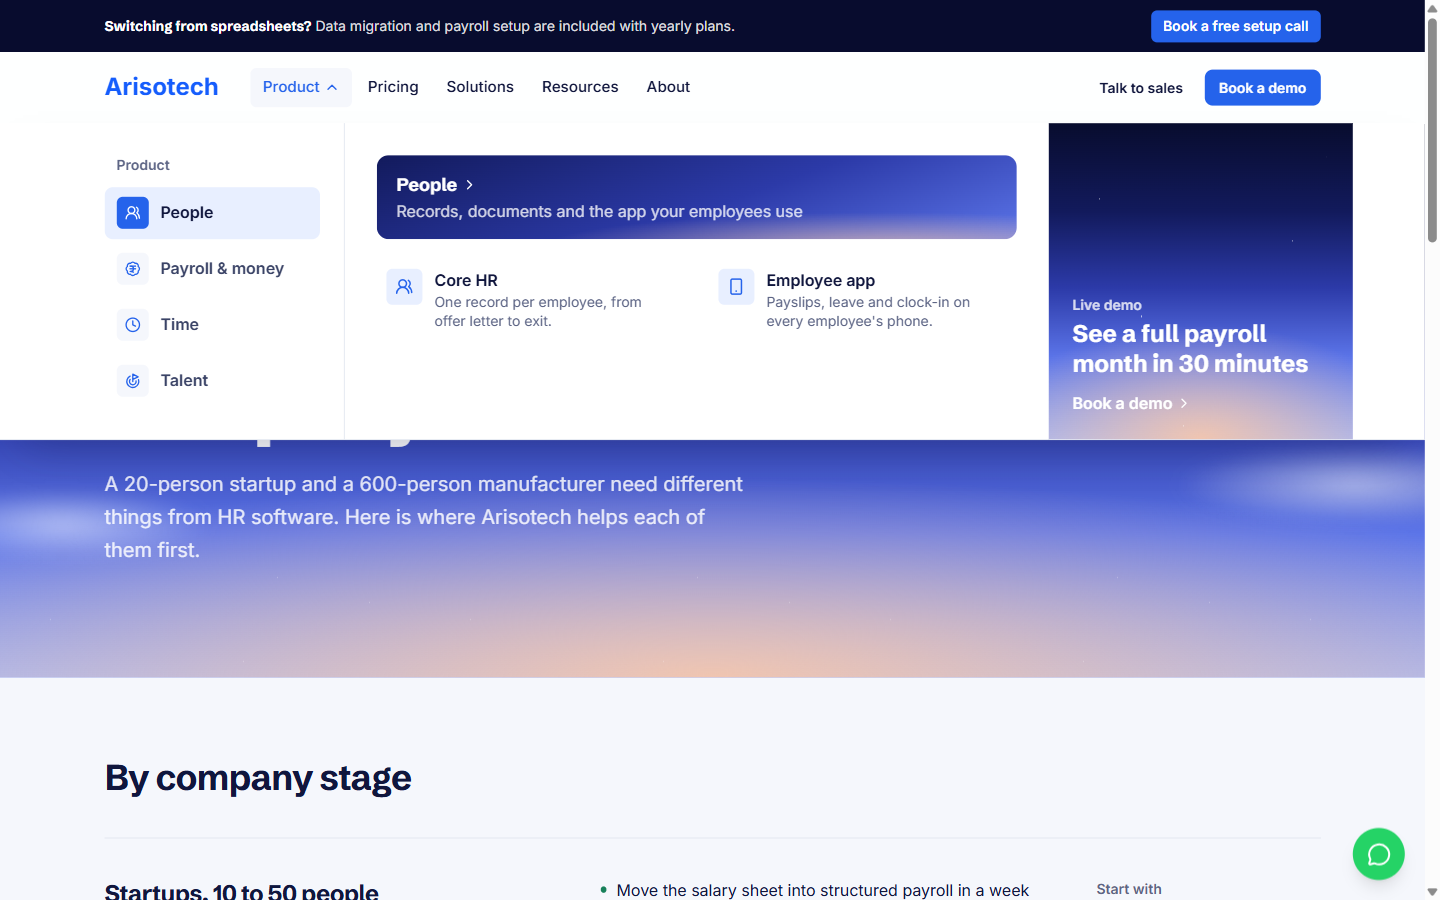 Switching from spreadsheets? Data migration and payroll setup are included with yearly plans.
Book a free setup call
Arisotech
Product
Pricing
Solutions
Resources
About
Talk to sales
Book a demo
Product
People
Payroll & money
Time
Talent
People
Records, documents and the app your employees use
Core HR
One record per employee, from
offer letter to exit.
Employee app
Payslips, leave and clock-in on
every employee's phone.
Live demo
See a full payroll
month in 30 minutes
Book a demo
A 20-person startup and a 600-person manufacturer need different
things from HR software. Here is where Arisotech helps each of
them first.
By company stage
Startups, 10 to 50 people
Move the salary sheet into structured payroll in a week
Start with